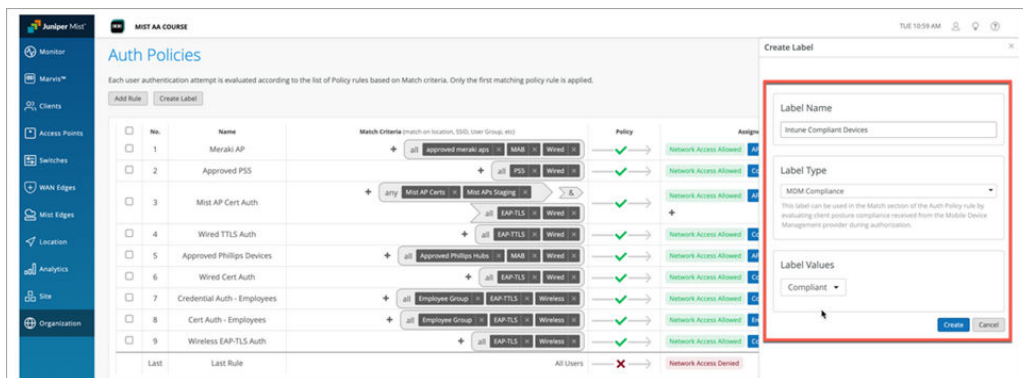 Juniper Mist™
MIST AA COURSE
TUE 10:59 AM
Monitor
Marvis™
Clients
Access Points
Switches
WAN Edges
Mist Edges
Location
Analytics
Site
Organization
Auth Policies
Each user authentication attempt is evaluated according to the list of Policy rules based on Match criteria. Only the first matching policy rule is applied.
Add Rule Create Label
No. Name Match Criteria (match on location, SSID, User Group, etc) Policy
1 Meraki AP + all approved meraki aps × MAB × Wired × Network Access Allowed
2 Approved PS5 + all PS5 × Wired × Network Access Allowed
3 Mist AP Cert Auth + any Mist AP Certs × Mist APs Staging × & Network Access Allowed
all EAP-TLS × Wired × +
4 Wired TTLS Auth + all EAP-TTLS × Wired × Network Access Allowed
5 Approved Phillips Devices + all Approved Phillips Hubs × MAB × Wired × Network Access Allowed
6 Wired Cert Auth + all EAP-TLS × Wired × Network Access Allowed
7 Credential Auth - Employees + all Employee Group × EAP-TTLS × Wireless × Network Access Allowed
8 Cert Auth - Employees + all Employee Group × EAP-TLS × Wireless × Network Access Allowed
9 Wireless EAP-TLS Auth + all EAP-TLS × Wireless × Network Access Allowed
Last Last Rule All Users Network Access Denied
Create Label ×
Label Name
Intune Compliant Devices
Label Type
MDM Compliance
This label can be used in the Match section of the Auth Policy rule by
evaluating client posture compliance received from the Mobile Device
Management provider during authorization.
Label Values
Compliant
Create Cancel